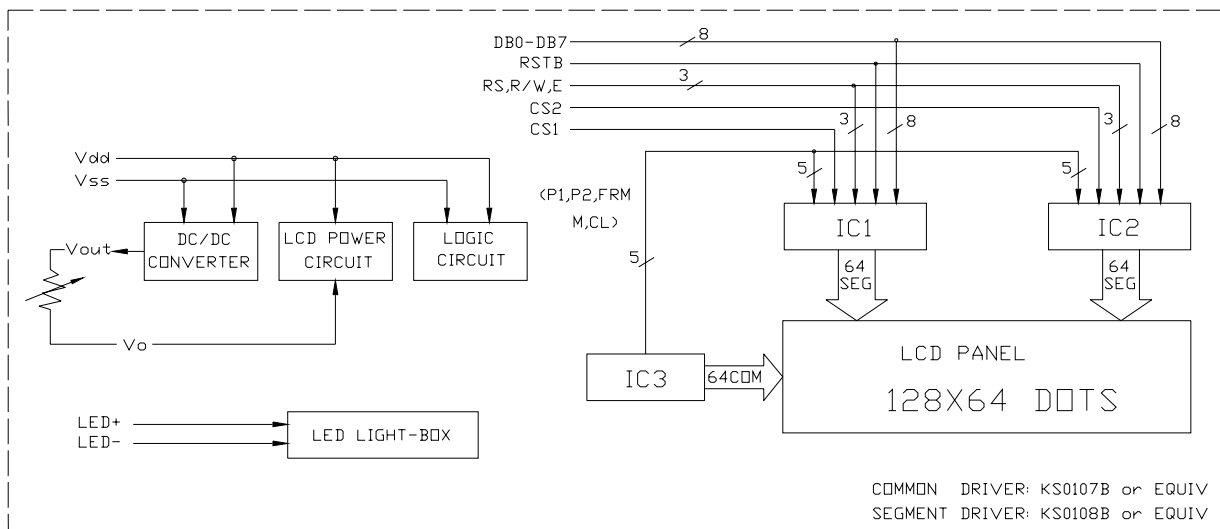 DB0-DB7
8
RSTB
RS,R/W,E
3
CS2
CS1
3
8
3
8
Vdd
Vss
5
5
(P1,P2,FRM
M,CL)
IC1
IC2
Vout
DC/DC
CONVERTER
LCD POWER
CIRCUIT
LOGIC
CIRCUIT
5
64
SEG
64
SEG
Vo
LCD PANEL
128X64 DOTS
IC3
64COM
LED+
LED-
LED LIGHT-BOX
COMMON DRIVER: KS0107B or EQUIV
SEGMENT DRIVER: KS0108B or EQUIV